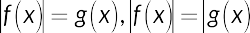 |f(x)| = g(x), |f(x)| = |g(x)